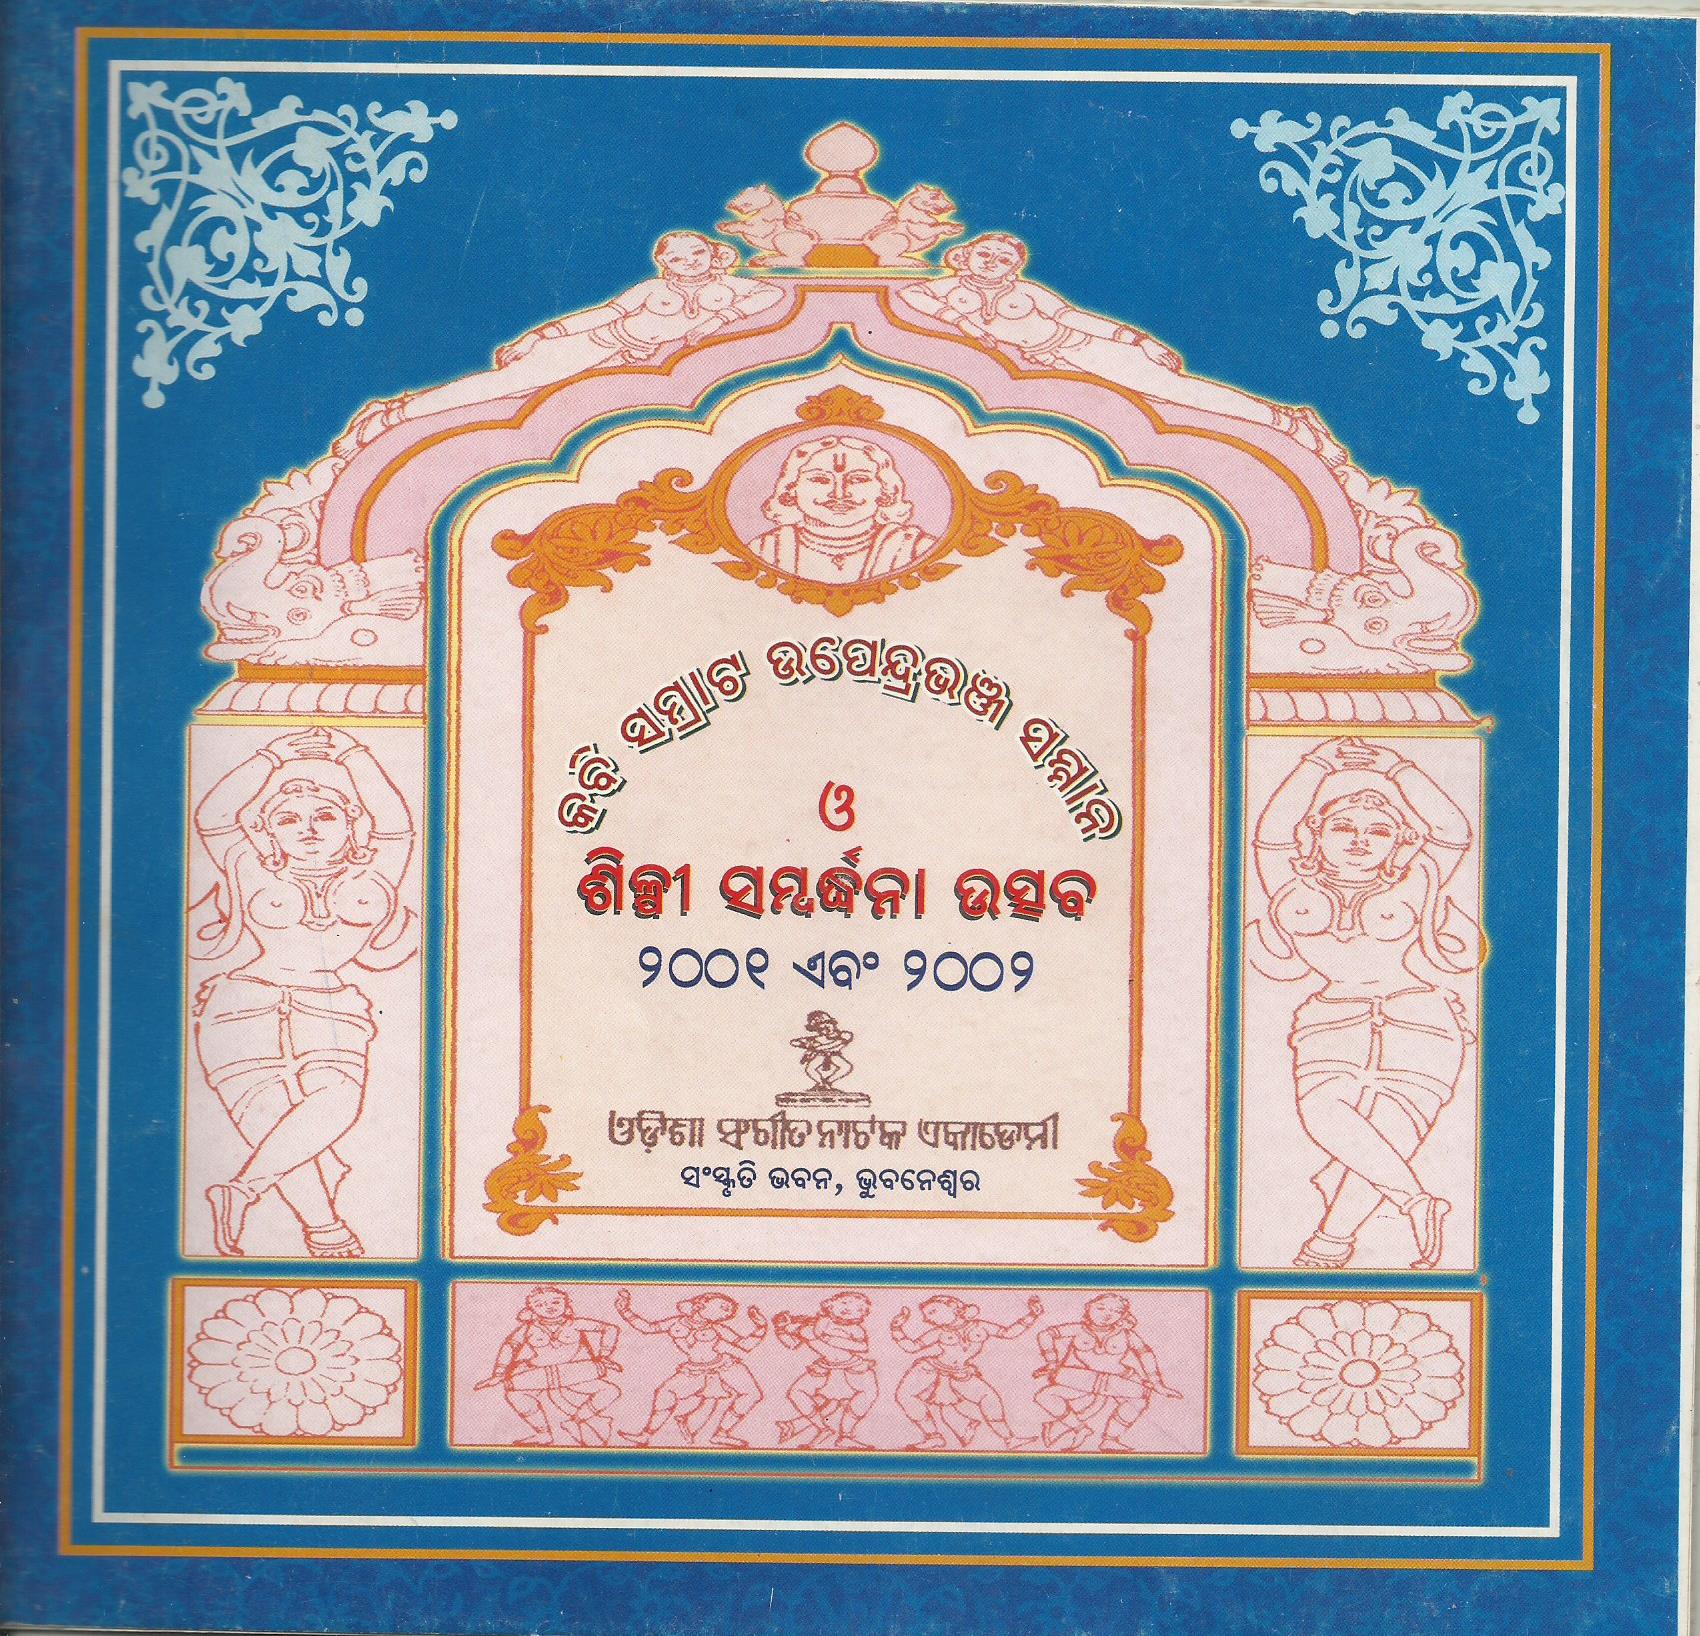 କବି ସମ୍ରାଟ ଉପେନ୍ଦ୍ରଭଞ୍ଜ ସମ୍ମାନ
ଓ
ଶିଳ୍ପୀ ସମ୍ବର୍ଦ୍ଧନା ଉତ୍ସବ
୨୦୦୧ ଏବଂ ୨୦୦୨
ଓଡ଼ିଶା ସଂଗୀତ ନାଟକ ଏକାଡେମୀ
ସଂସ୍କୃତି ଭବନ, ଭୁବନେଶ୍ୱର